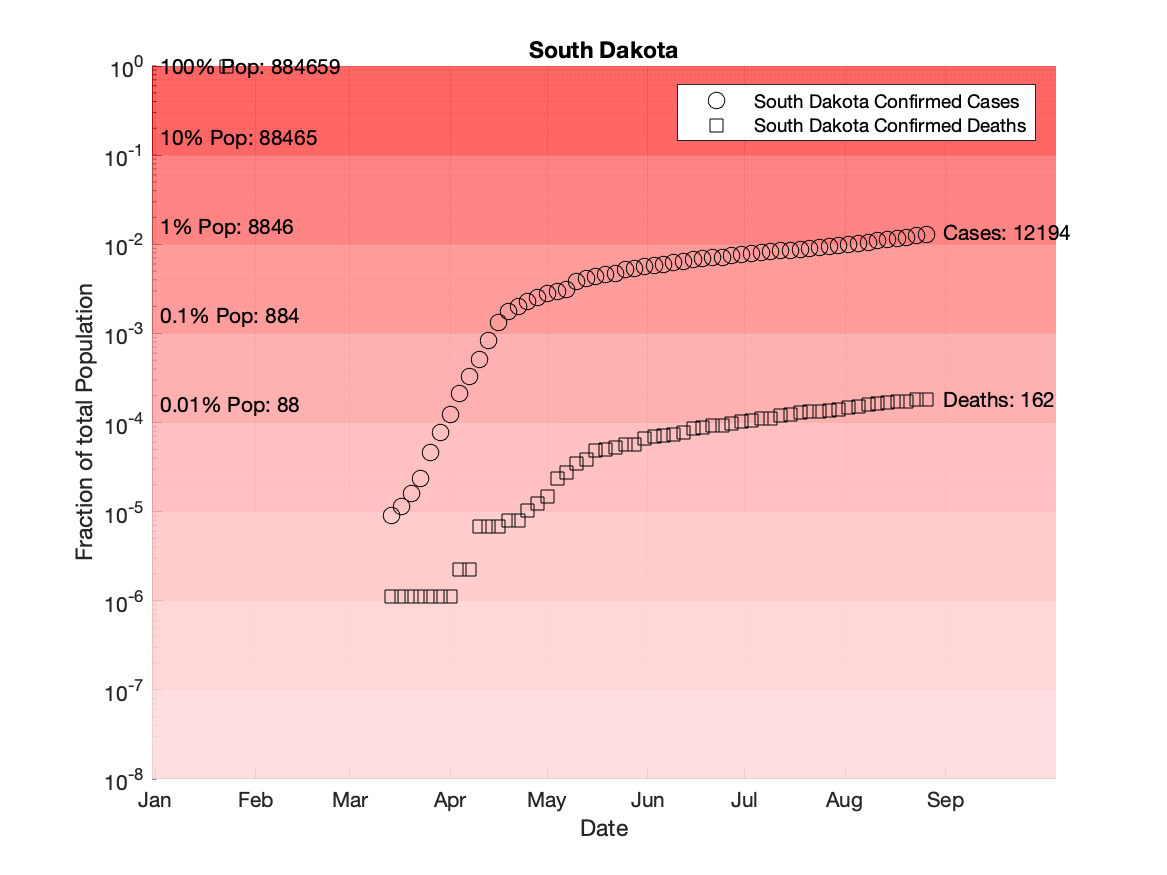 South Dakota
10^0
100% Pop: 884659
South Dakota Confirmed Cases
South Dakota Confirmed Deaths
10% Pop: 88465
10^-1
1% Pop: 8846
Cases: 12194
10^-2
0.1% Pop: 884
10^-3
0.01% Pop: 88
Deaths: 162
10^-4
10^-5
10^-6
10^-7
10^-8
Fraction of total Population
Jan Feb Mar Apr May Jun Jul Aug Sep
Date